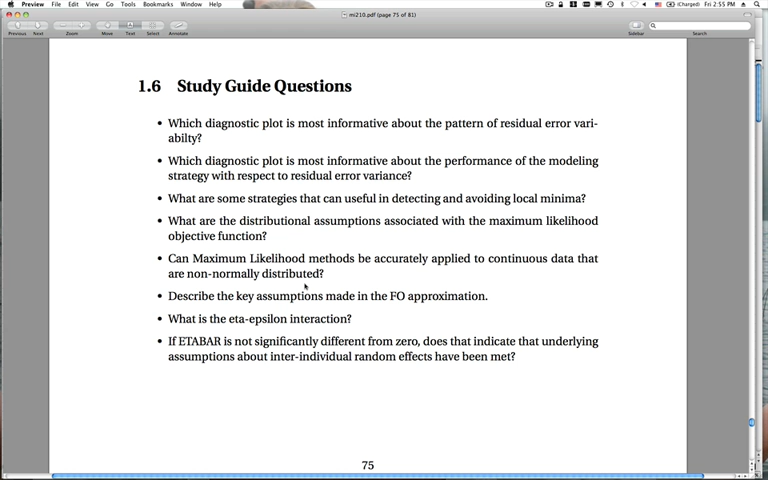 Preview File Edit View Go Tools Bookmarks Window Help iCharged! Fri 2:55 PM
mi210.pdf (page 75 of 81)
Previous Next Zoom Move Text Select Annotate Sidebar Search
1.6 Study Guide Questions
• Which diagnostic plot is most informative about the pattern of residual error vari-
abilty?
• Which diagnostic plot is most informative about the performance of the modeling
strategy with respect to residual error variance?
• What are some strategies that can useful in detecting and avoiding local minima?
• What are the distributional assumptions associated with the maximum likelihood
objective function?
• Can Maximum Likelihood methods be accurately applied to continuous data that
are non-normally distributed?
• Describe the key assumptions made in the FO approximation.
• What is the eta-epsilon interaction?
• If ETABAR is not significantly different from zero, does that indicate that underlying
assumptions about inter-individual random effects have been met?
75